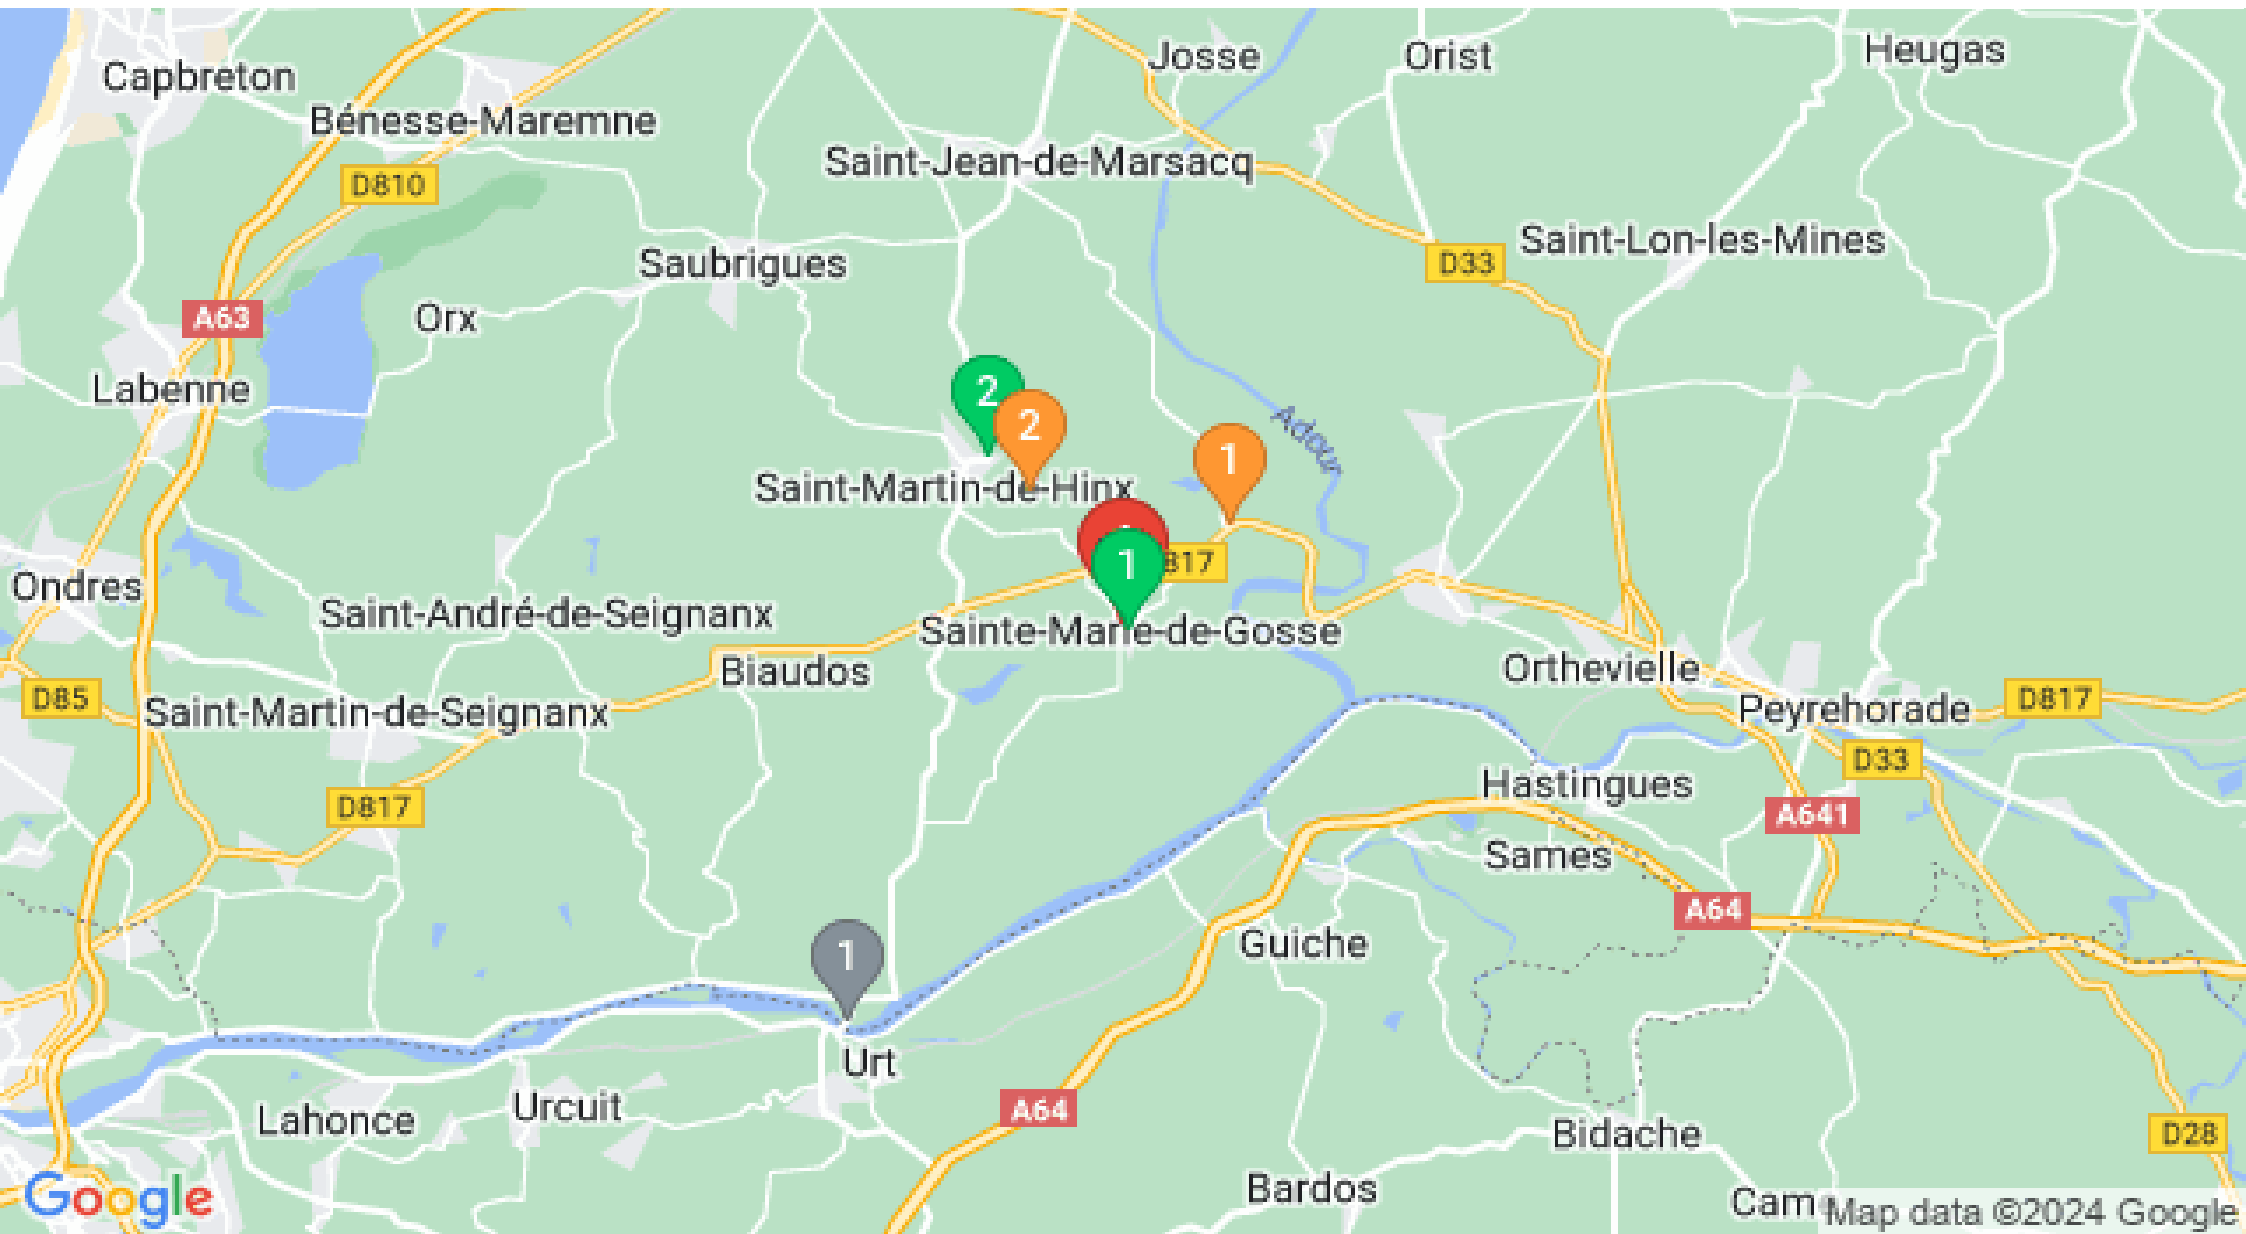 Josse
Orist
Heugas
Capbreton
Bénesse-Maremne
Saint-Jean-de-Marsacq
D810
Saint-Lon-les-Mines
Saubrigues
D33
A63
Orx
Labenne
2
2
Adour
1
Saint-Martin-de-Hinx
817
1
Ondres
Saint-André-de-Seignanx
Sainte-Marie-de-Gosse
Biaudos
Orthevielle
D85
Saint-Martin-de-Seignanx
Peyrehorade
D817
D33
Hastingues
D817
A641
Sames
A64
Guiche
1
Urt
Lahonce
Urcuit
A64
Bidache
D28
Bardos
Google
Cam
Map data ©2024 Google